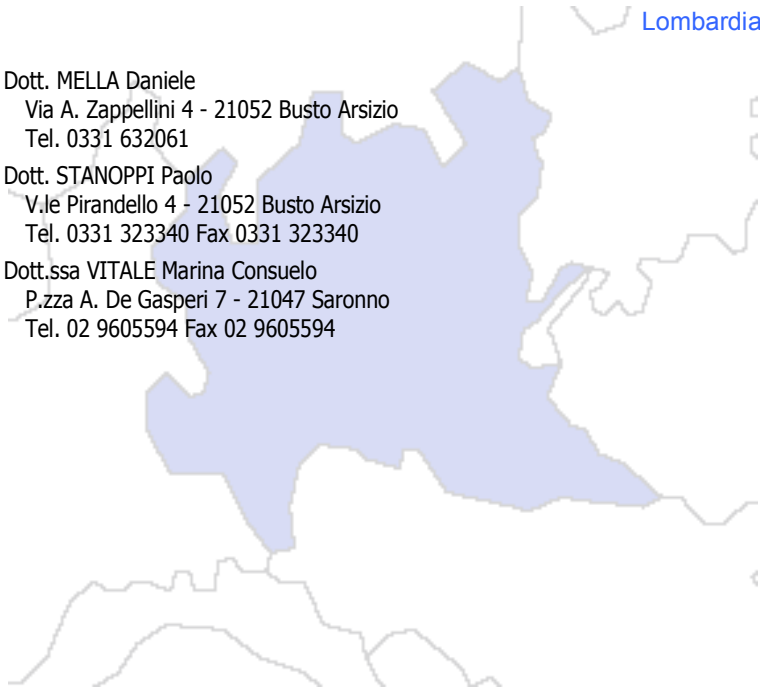 Lombardia
Dott. MELLA Daniele
Via A. Zappellini 4 - 21052 Busto Arsizio
Tel. 0331 632061
Dott. STANOPPI Paolo
V.le Pirandello 4 - 21052 Busto Arsizio
Tel. 0331 323340 Fax 0331 323340
Dott.ssa VITALE Marina Consuelo
P.zza A. De Gasperi 7 - 21047 Saronno
Tel. 02 9605594 Fax 02 9605594